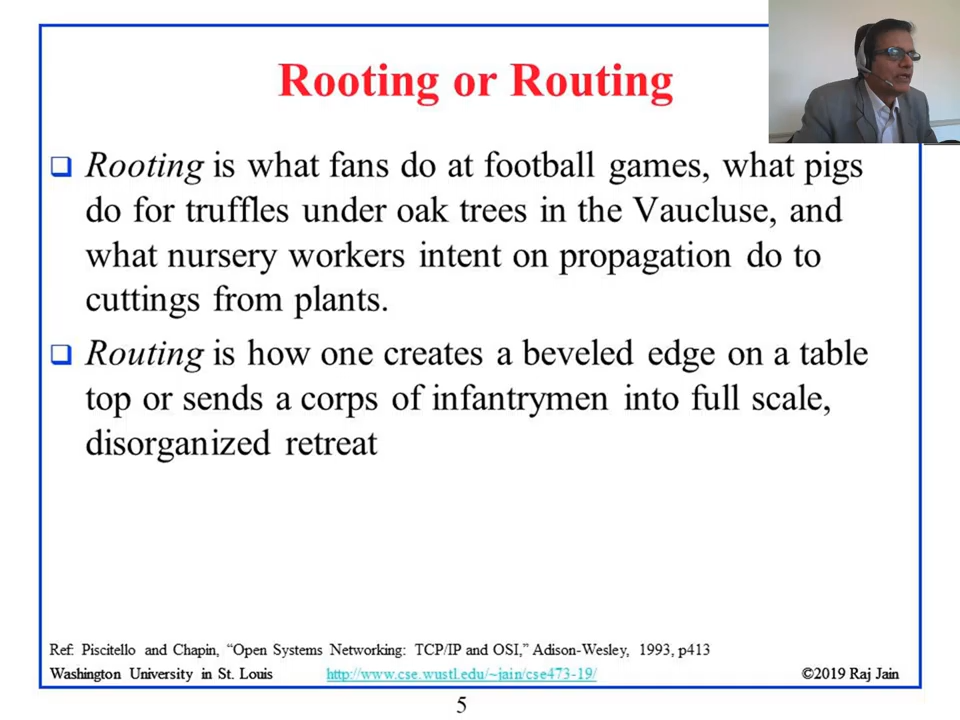 Rooting or Routing
Rooting is what fans do at football games, what pigs
do for truffles under oak trees in the Vaucluse, and
what nursery workers intent on propagation do to
cuttings from plants.
Routing is how one creates a beveled edge on a table
top or sends a corps of infantrymen into full scale,
disorganized retreat
Ref: Piscitello and Chapin, “Open Systems Networking: TCP/IP and OSI,” Adison-Wesley, 1993, p413
Washington University in St. Louis http://www.cse.wustl.edu/~jain/cse473-19/ ©2019 Raj Jain
5